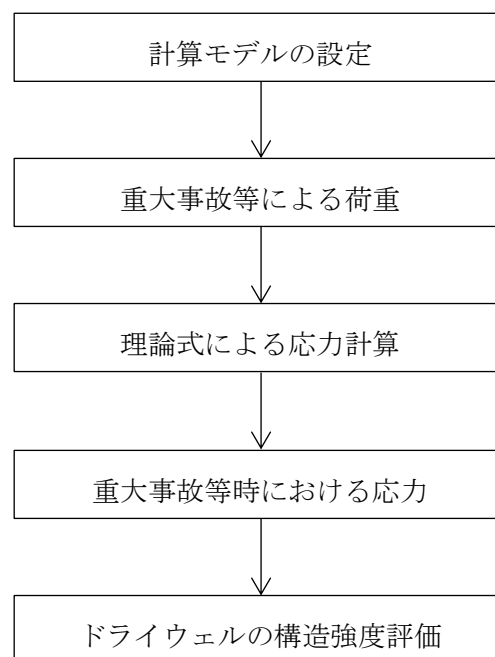 計算モデルの設定
重大事故等による荷重
理論式による応力計算
重大事故等時における応力
ドライウェルの構造強度評価